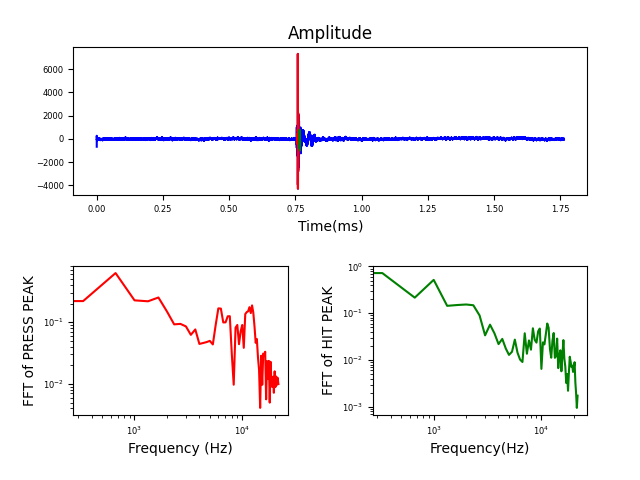 Amplitude
6000
4000
2000
0
−2000
−4000
0.00 0.25 0.50 0.75 1.00 1.25 1.50 1.75
Time(ms)
FFT of PRESS PEAK
10⁻¹
10⁻²
10³ 10⁴
Frequency (Hz)
FFT of HIT PEAK
10⁰
10⁻¹
10⁻²
10⁻³
10³ 10⁴
Frequency(Hz)